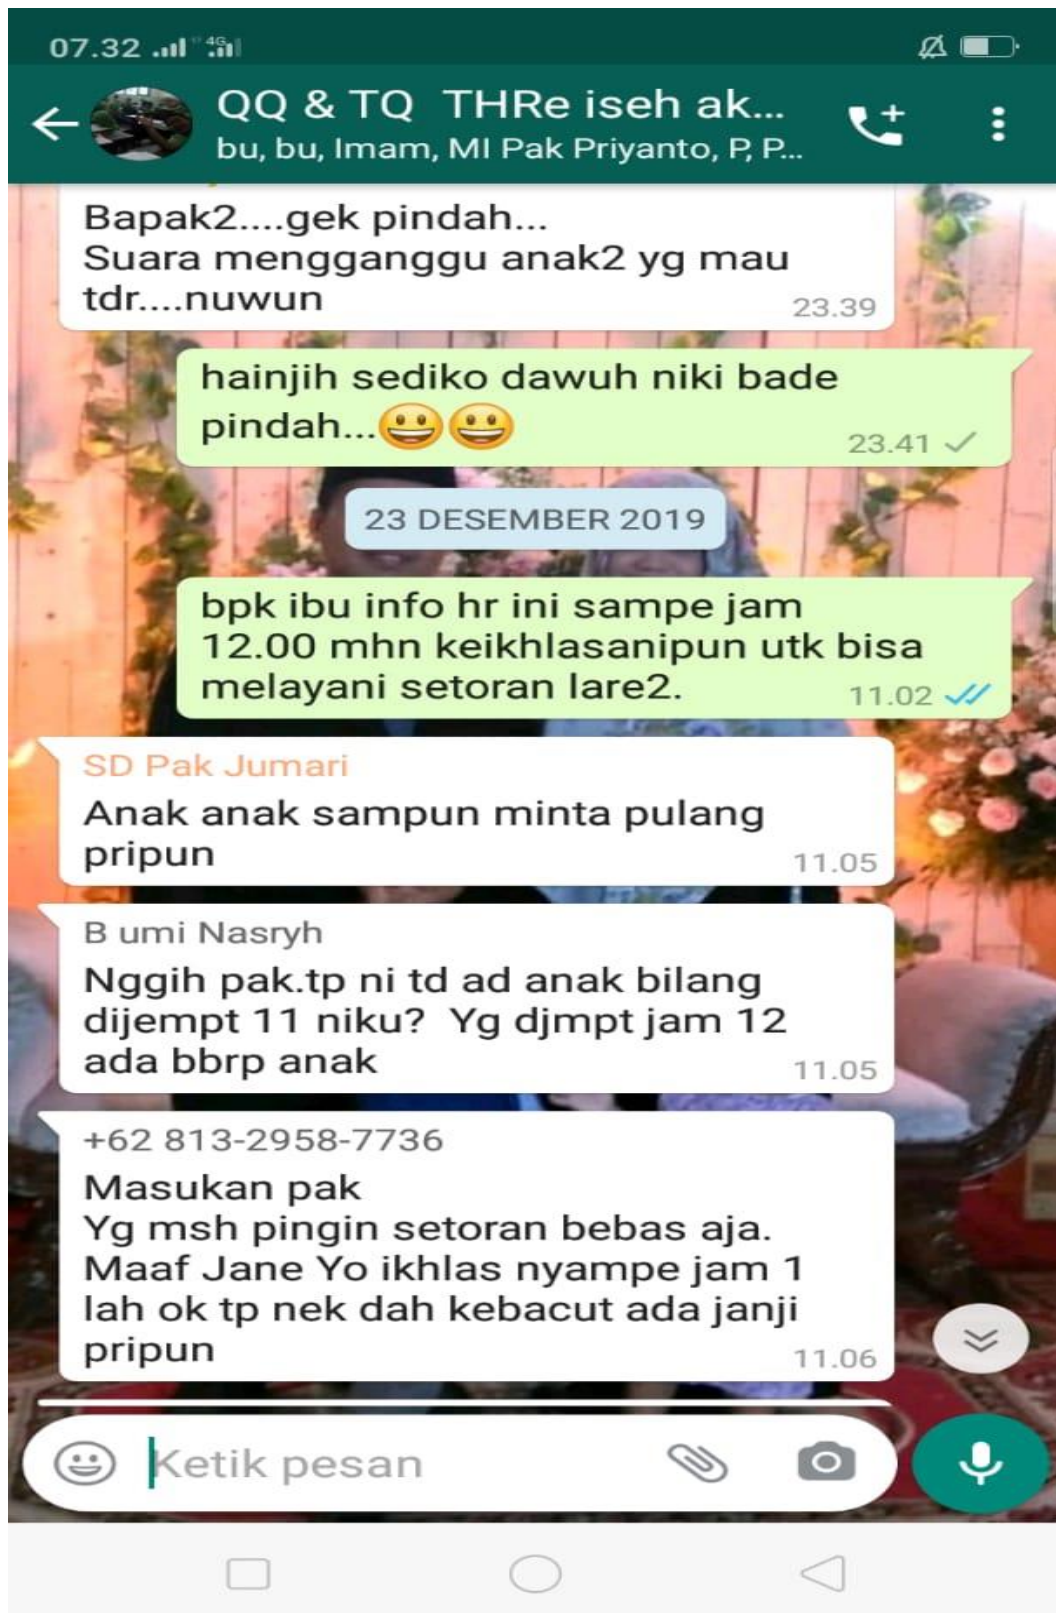 07.32 4G
QQ & TQ THRe iseh ak...
bu, bu, Imam, MI Pak Priyanto, P, P...
Bapak2....gek pindah...
Suara mengganggu anak2 yg mau
tdr....nuwun
23.39
hainjih sediko dawuh niki bade
pindah...😃😃
23.41
23 DESEMBER 2019
bpk ibu info hr ini sampe jam
12.00 mhn keikhlasanipun utk bisa
melayani setoran lare2.
11.02
SD Pak Jumari
Anak anak sampun minta pulang
pripun
11.05
B umi Nasryh
Nggih pak.tp ni td ad anak bilang
dijempt 11 niku? Yg djmpt jam 12
ada bbrp anak
11.05
+62 813-2958-7736
Masukan pak
Yg msh pingin setoran bebas aja.
Maaf Jane Yo ikhlas nyampe jam 1
lah ok tp nek dah kebacut ada janji
pripun
11.06
Ketik pesan